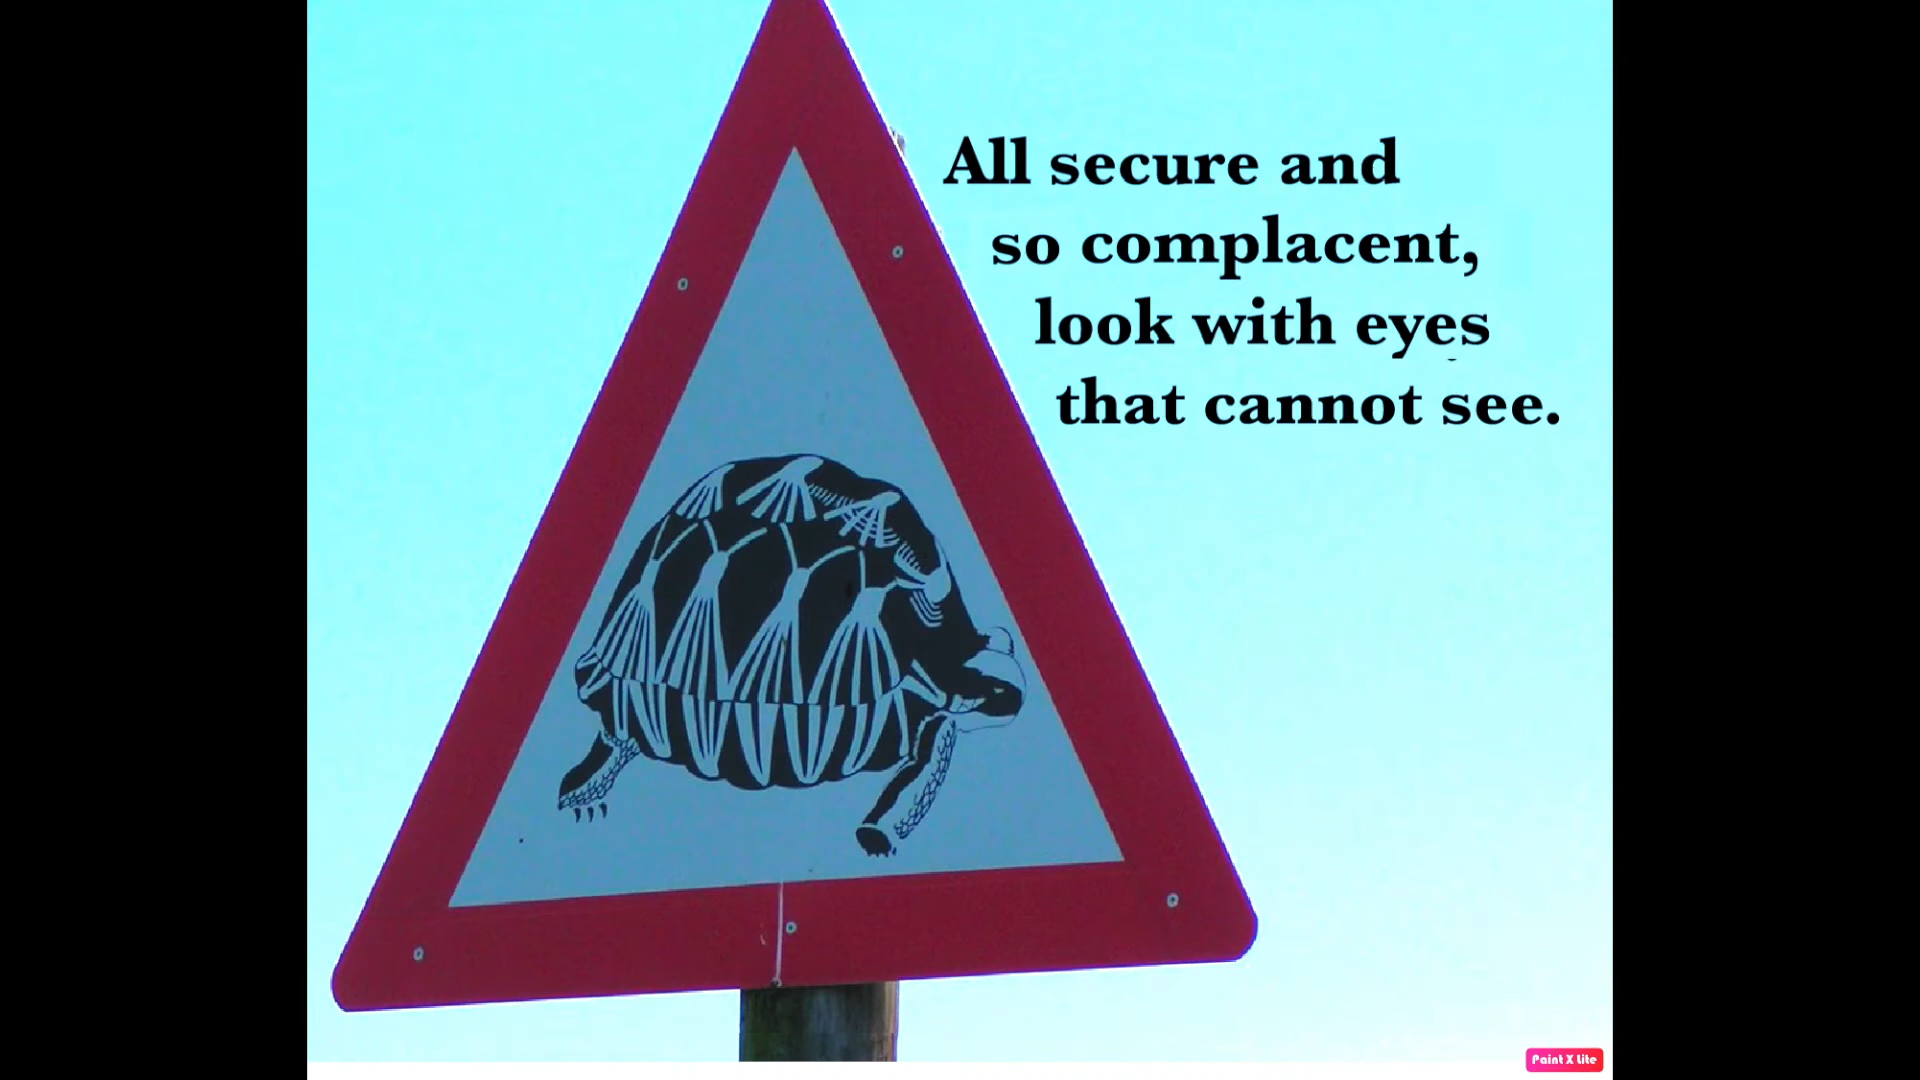 All secure and
so complacent,
look with eyes
that cannot see.
Paint X lite